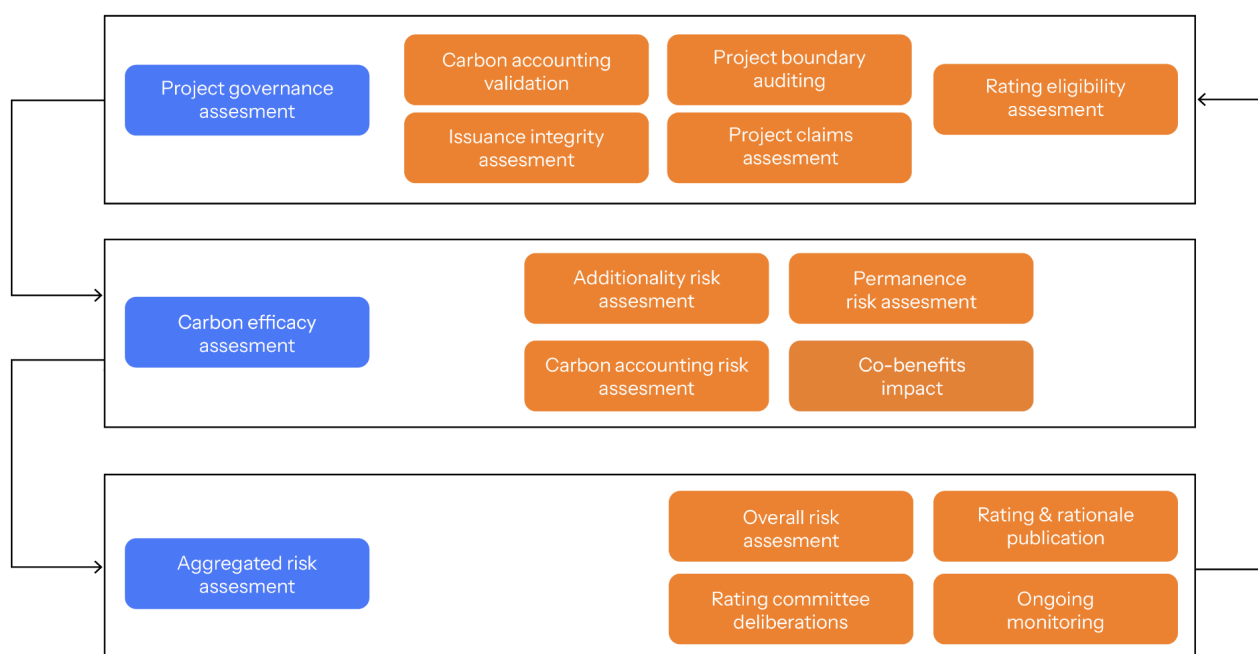 Project governance
assesment
Carbon accounting
validation
Project boundary
auditing
Rating eligibility
assesment
Issuance integrity
assesment
Project claims
assesment
Carbon efficacy
assesment
Additionality risk
assesment
Permanence
risk assesment
Carbon accounting risk
assesment
Co-benefits
impact
Aggregated risk
assesment
Overall risk
assesment
Rating & rationale
publication
Rating committee
deliberations
Ongoing
monitoring